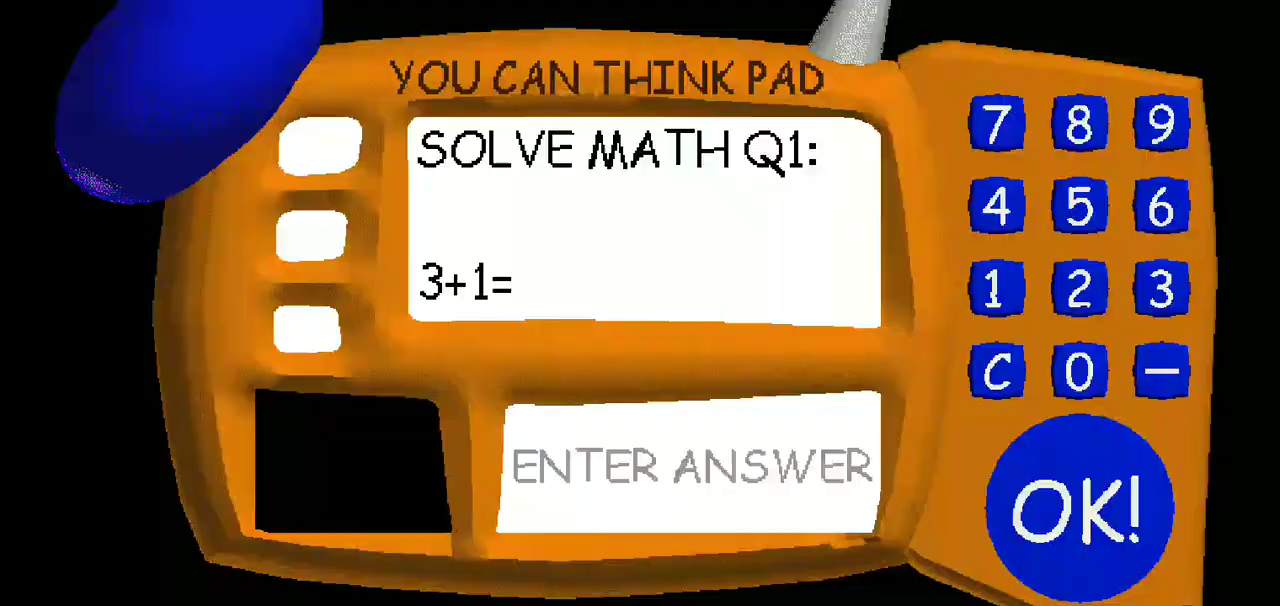 YOU CAN THINK PAD
SOLVE MATH Q1:
3+1=
ENTER ANSWER
7 8 9
4 5 6
1 2 3
C 0 —
OK!